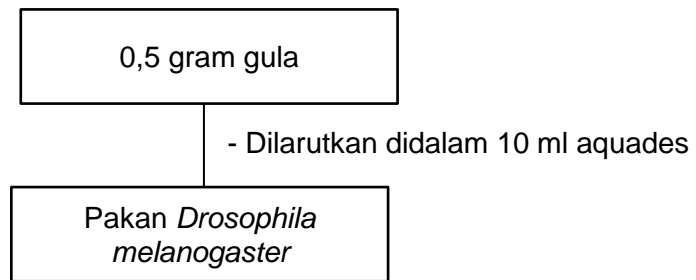 0,5 gram gula
- Dilarutkan didalam 10 ml aquades
Pakan Drosophila
melanogaster